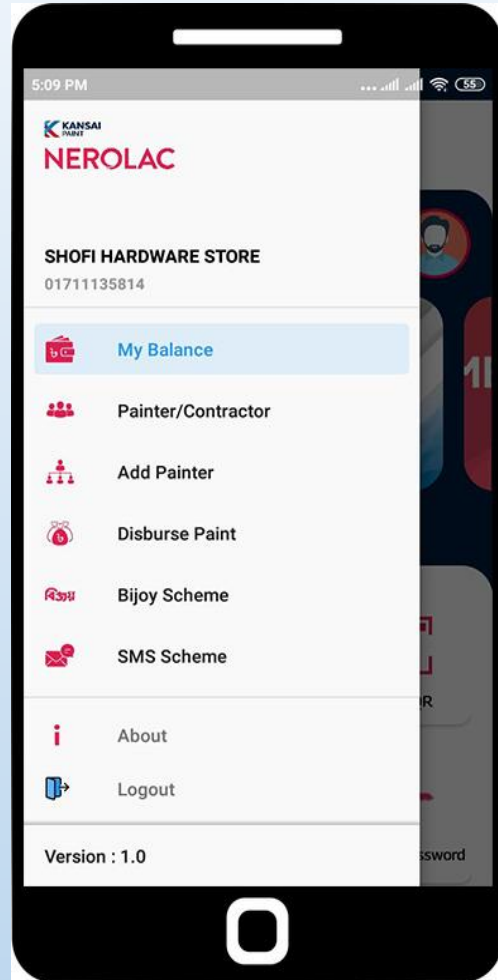 5:09 PM
55
KANSAI
PAINT
NEROLAC
SHOFI HARDWARE STORE
01711135814
৳
My Balance
Painter/Contractor
Add Painter
৳
Disburse Paint
বিজয়
Bijoy Scheme
SMS Scheme
i
About
Logout
Version : 1.0